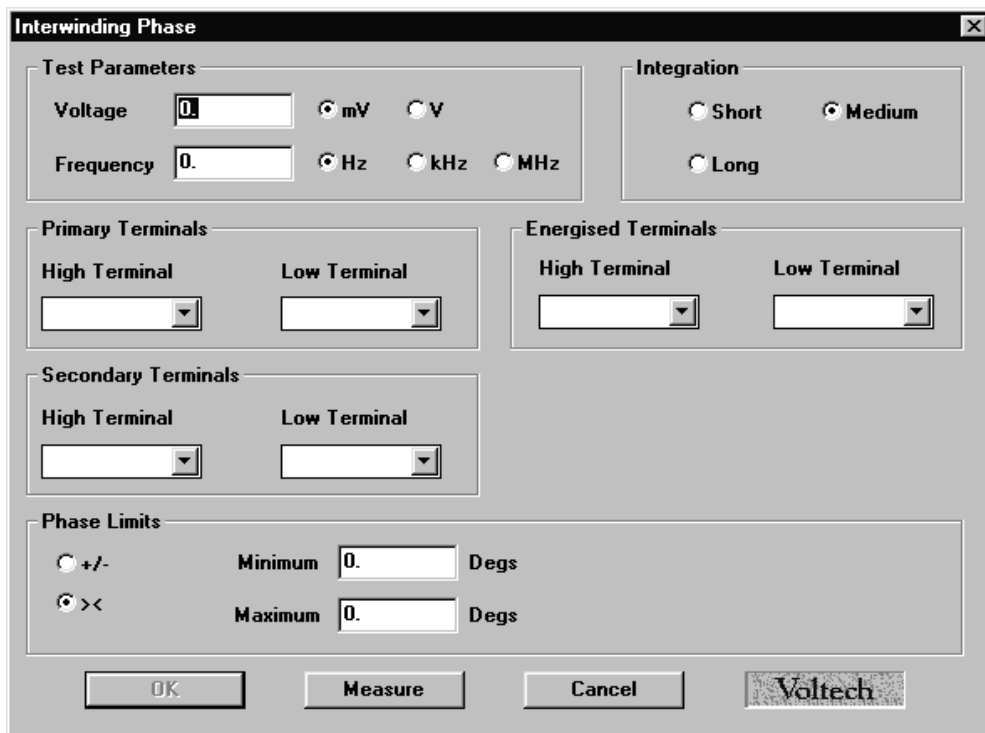 Interwinding Phase
Test Parameters
Voltage 0. mV V
Frequency 0. Hz kHz MHz
Integration
Short Medium
Long
Primary Terminals
High Terminal Low Terminal
Energised Terminals
High Terminal Low Terminal
Secondary Terminals
High Terminal Low Terminal
Phase Limits
+/- Minimum 0. Degs
>< Maximum 0. Degs
OK Measure Cancel Voltech